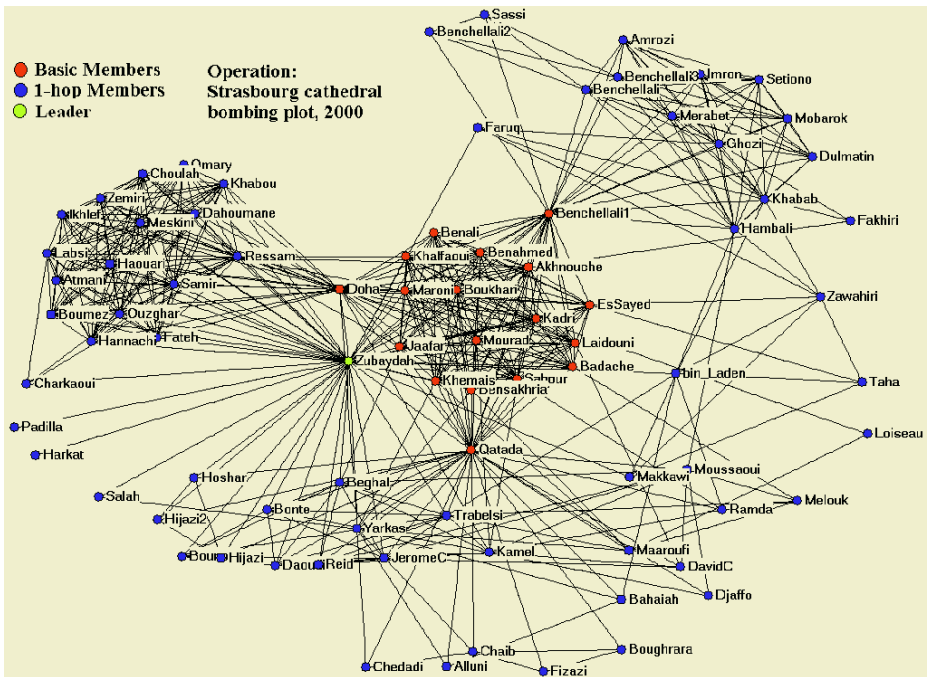 Sassi
Benchellali2
Amrozi
Basic Members
Operation:
1-hop Members
Strasbourg cathedral
Leader
bombing plot, 2000
Benchellali3
Imron
Setiono
Benchellali
Merabet
Mobarok
Faruq
Ghozi
Dulmatin
Omary
Choulah
Khabou
Zemiri
Khabab
Ikhlef
Meskini
Dahoumane
Benchellali1
Fakhiri
Hambali
Benali
Labsi
Haouari
Ressam
Khalfaoui
Benahmed
Akhnouche
Atmani
Samir
Doha
Maroni
Boukhari
Zawahiri
EsSayed
Boumez
Ouzghar
Kadri
Hannachi
Fateh
Jaafar
Mourad
Laidouni
Zubaydah
Badache
bin_Laden
Charkaoui
Khemais
Sabour
Taha
Bensakhria
Padilla
Loiseau
Harkat
Qatada
Hoshar
Beghal
Makkawi
Moussaoui
Salah
Bonte
Trabelsi
Ramda
Melouk
Hijazi2
Yarkas
Hijazi
Daoudi
Reid
JeromeC
Kamel
Maaroufi
DavidC
Bahaiah
Djaffo
Chaib
Boughrara
Chedadi
Alluni
Fizazi